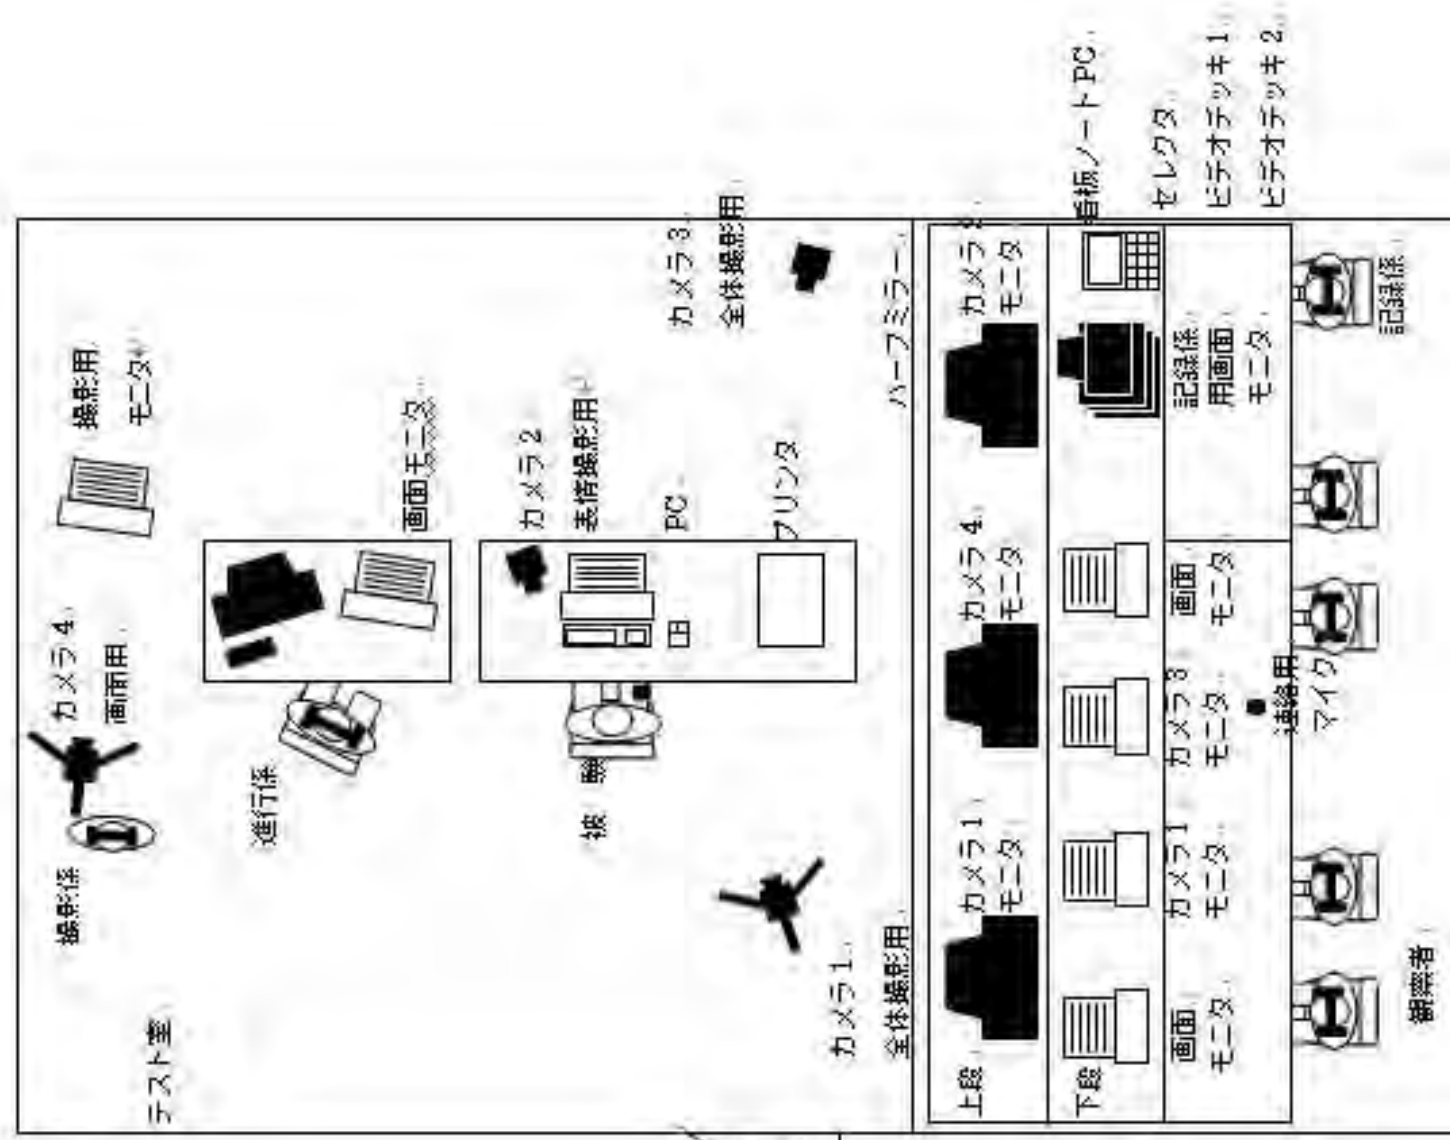 撮影用
モニタ
カメラ4
画面用
撮影係
テスト室
画面モニタ
進行係
カメラ2
表情撮影用
PC
プリンタ
被 験
カメラ3
全体撮影用
カメラ1
全体撮影用
ハーフミラー
上段
カメラ1
モニタ
カメラ4
モニタ
カメラ2
モニタ
下段
看板ノートPC
セレクタ
ビデオデッキ1
ビデオデッキ2
画面
モニタ
カメラ1
モニタ
カメラ3
モニタ
画面
モニタ
記録係
用画面
モニタ
連絡用
マイク
記録係
観察者